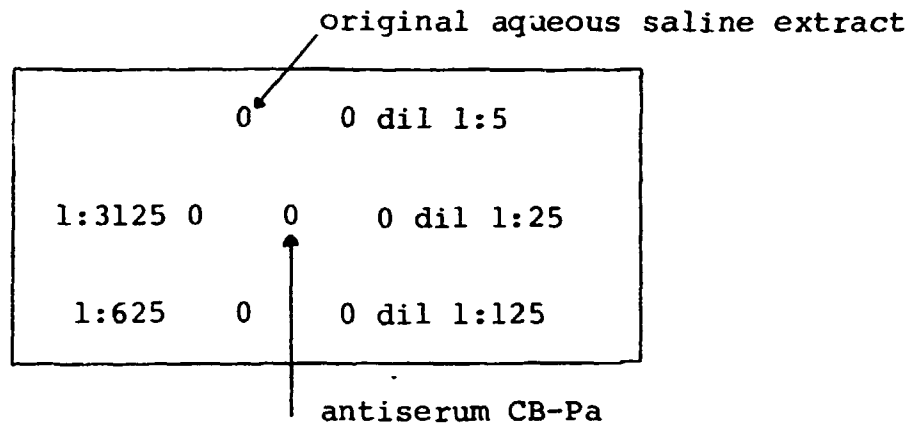 original aqueous saline extract
0 0 dil 1:5
1:3125 0 0 0 dil 1:25
1:625 0 0 dil 1:125
antiserum CB-Pa